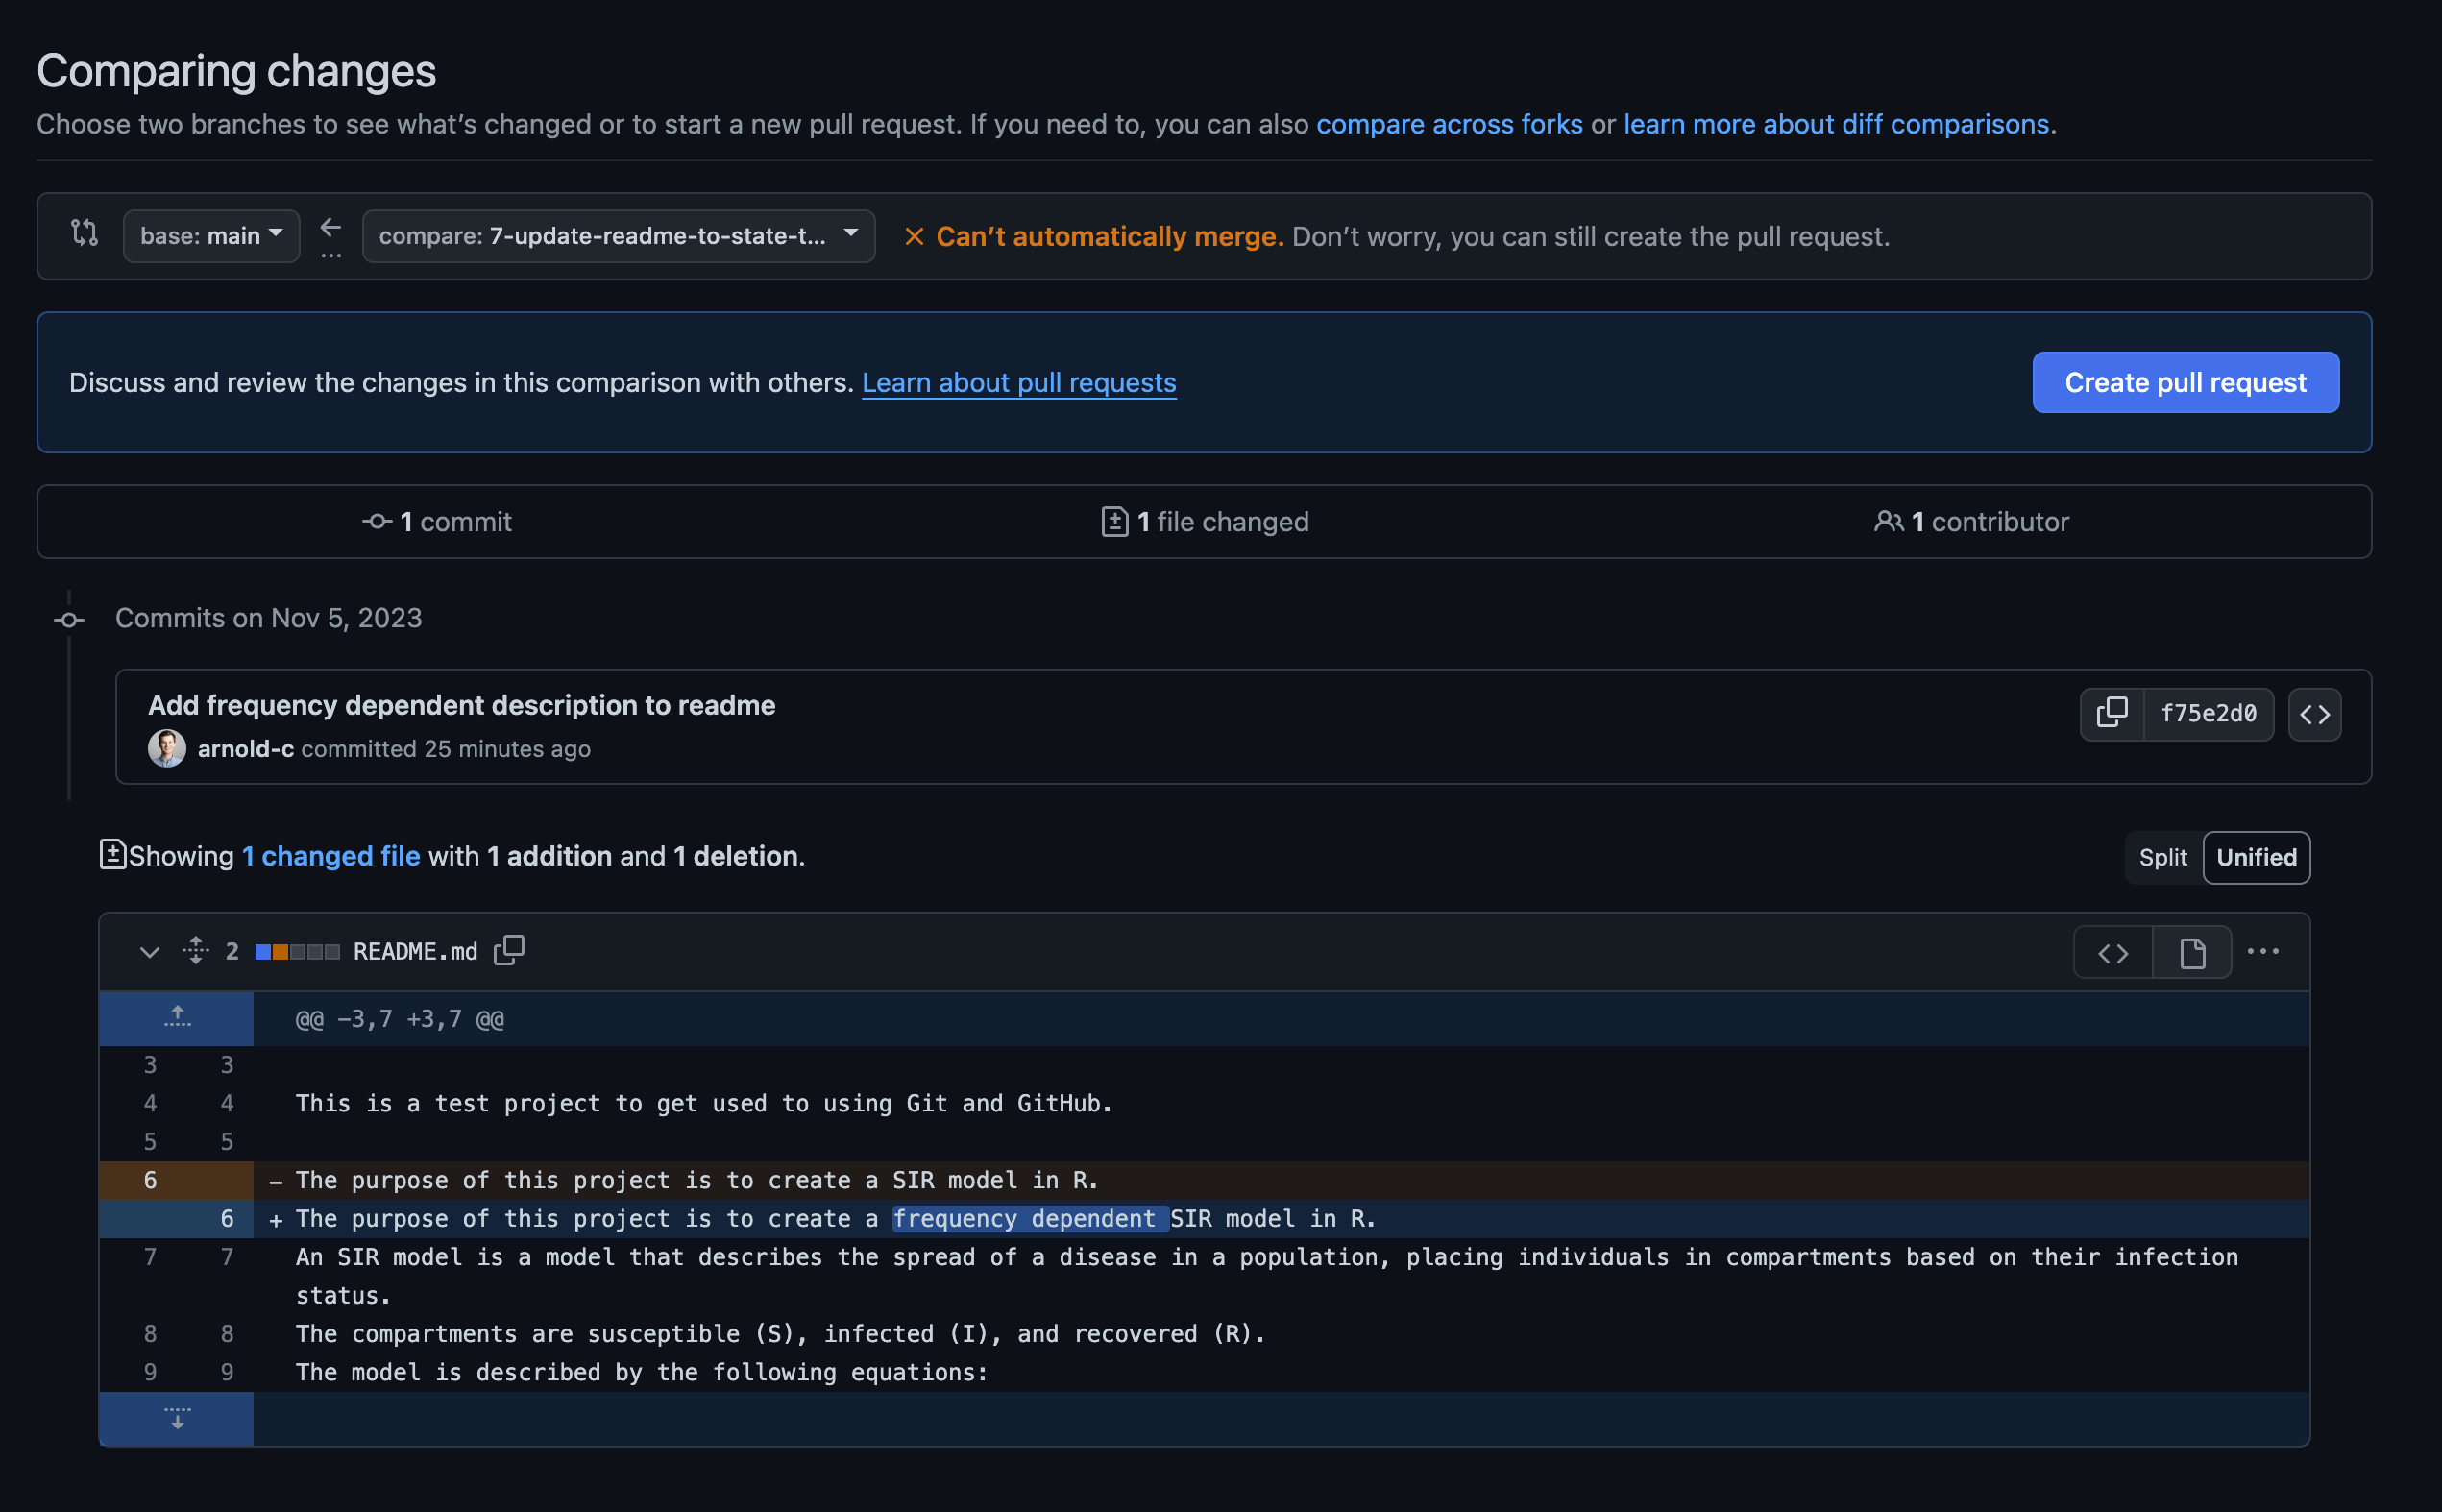 Comparing changes
Choose two branches to see what’s changed or to start a new pull request. If you need to, you can also compare across forks or learn more about diff comparisons.
base: main ← ... compare: 7-update-readme-to-state-t... × Can’t automatically merge. Don’t worry, you can still create the pull request.
Discuss and review the changes in this comparison with others. Learn about pull requests Create pull request
1 commit 1 file changed 1 contributor
Commits on Nov 5, 2023
Add frequency dependent description to readme
arnold-c committed 25 minutes ago
f75e2d0 <>
Showing 1 changed file with 1 addition and 1 deletion. Split Unified
2 README.md <> ...
@@ -3,7 +3,7 @@
3 3
4 4 This is a test project to get used to using Git and GitHub.
5 5
6 - The purpose of this project is to create a SIR model in R.
6 + The purpose of this project is to create a frequency dependent SIR model in R.
7 7 An SIR model is a model that describes the spread of a disease in a population, placing individuals in compartments based on their infection
status.
8 8 The compartments are susceptible (S), infected (I), and recovered (R).
9 9 The model is described by the following equations: